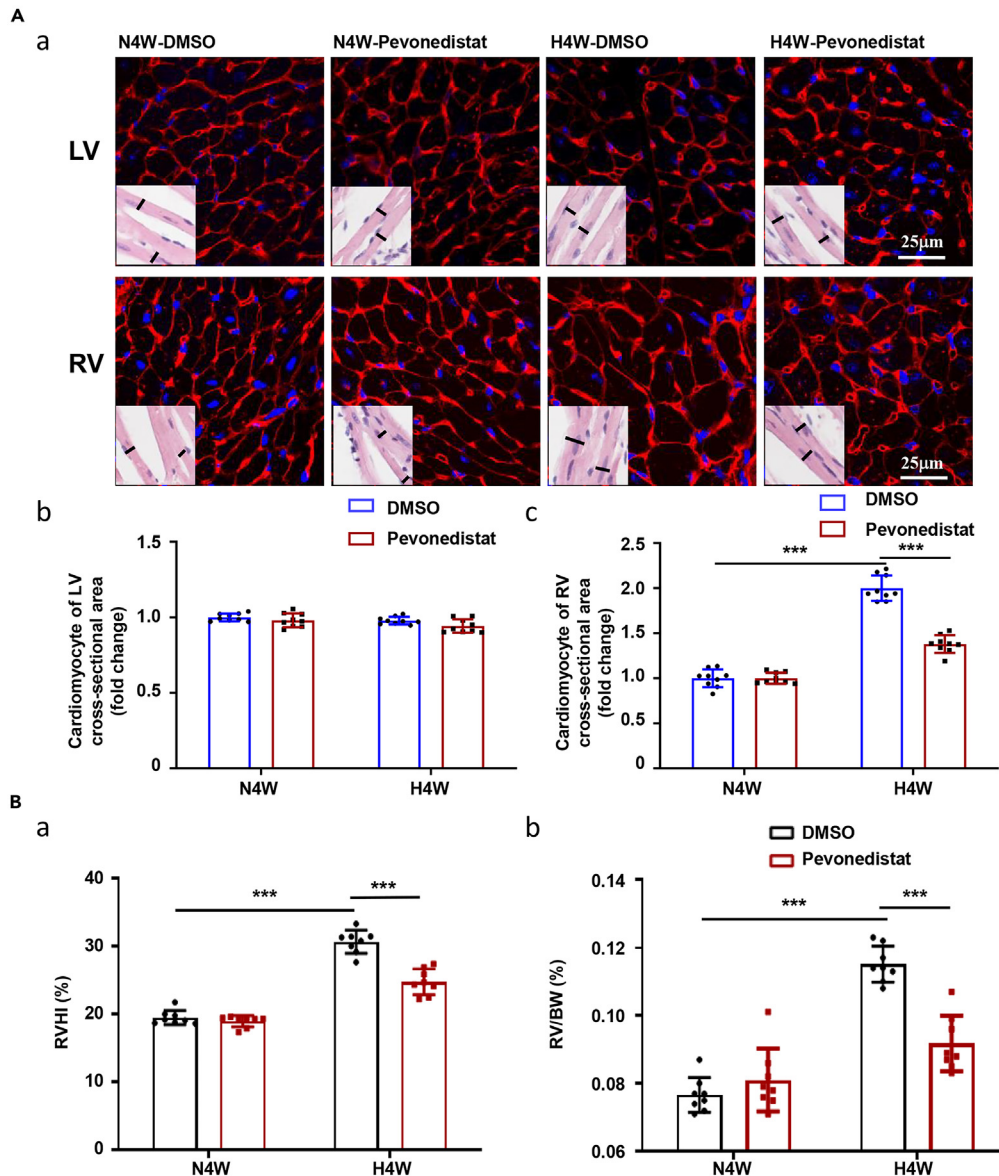 A
a
N4W-DMSO
N4W-Pevonedistat
H4W-DMSO
H4W-Pevonedistat
LV
25μm
RV
25μm
b
DMSO
Pevonedistat
Cardiomyocyte of LV
cross-sectional area
(fold change)
1.5
1.0
0.5
0
N4W
H4W
c
DMSO
Pevonedistat
Cardiomyocyte of RV
cross-sectional area
(fold change)
2.5
2.0
1.5
1.0
0.5
0
***
***
N4W
H4W
B
a
RVHI (%)
40
30
20
10
0
***
***
N4W
H4W
b
DMSO
Pevonedistat
RV/BW (%)
0.14
0.12
0.10
0.08
0.06
***
***
N4W
H4W